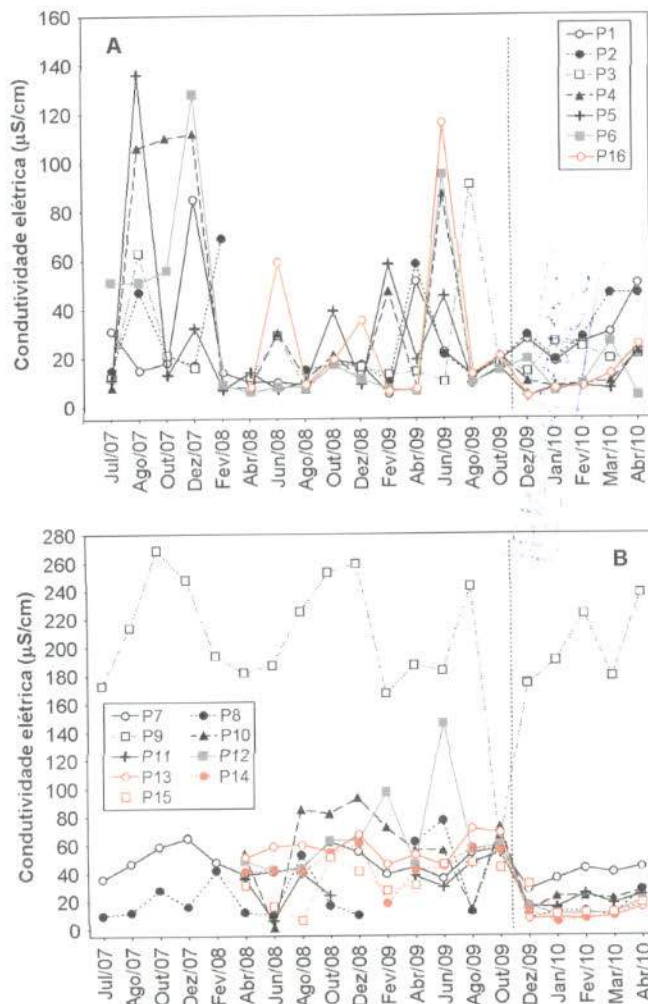 A
Condutividade elétrica (µS/cm)
160
140
120
100
80
60
40
20
0
P1
P2
P3
P4
P5
P6
P16
Jul/07
Ago/07
Out/07
Dez/07
Fev/08
Abr/08
Jun/08
Ago/08
Out/08
Dez/08
Fev/09
Abr/09
Jun/09
Ago/09
Out/09
Dez/09
Jan/10
Fev/10
Mar/10
Abr/10
B
Condutividade elétrica (µS/cm)
280
260
240
220
200
180
160
140
120
100
80
60
40
20
0
P7 P8
P9 P10
P11 P12
P13 P14
P15
Jul/07
Ago/07
Out/07
Dez/07
Fev/08
Abr/08
Jun/08
Ago/08
Out/08
Dez/08
Fev/09
Abr/09
Jun/09
Ago/09
Out/09
Dez/09
Jan/10
Fev/10
Mar/10
Abr/10